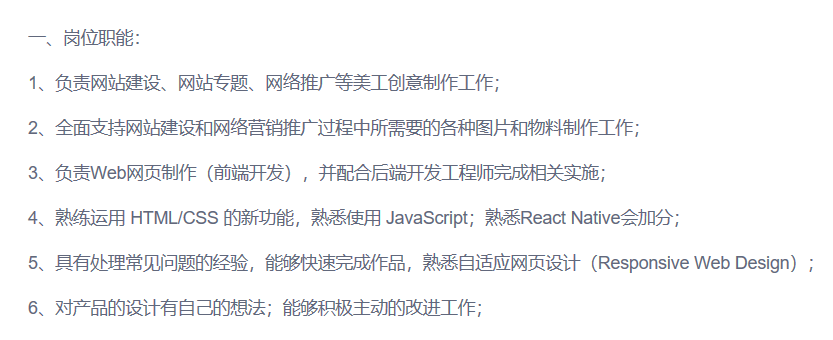 一、岗位职能：
1、负责网站建设、网站专题、网络推广等美工创意制作工作；
2、全面支持网站建设和网络营销推广过程中所需要的各种图片和物料制作工作；
3、负责Web网页制作（前端开发），并配合后端开发工程师完成相关实施；
4、熟练运用 HTML/CSS 的新功能，熟悉使用 JavaScript；熟悉React Native会加分；
5、具有处理常见问题的经验，能够快速完成作品，熟悉自适应网页设计（Responsive Web Design）；
6、对产品的设计有自己的想法；能够积极主动的改进工作；